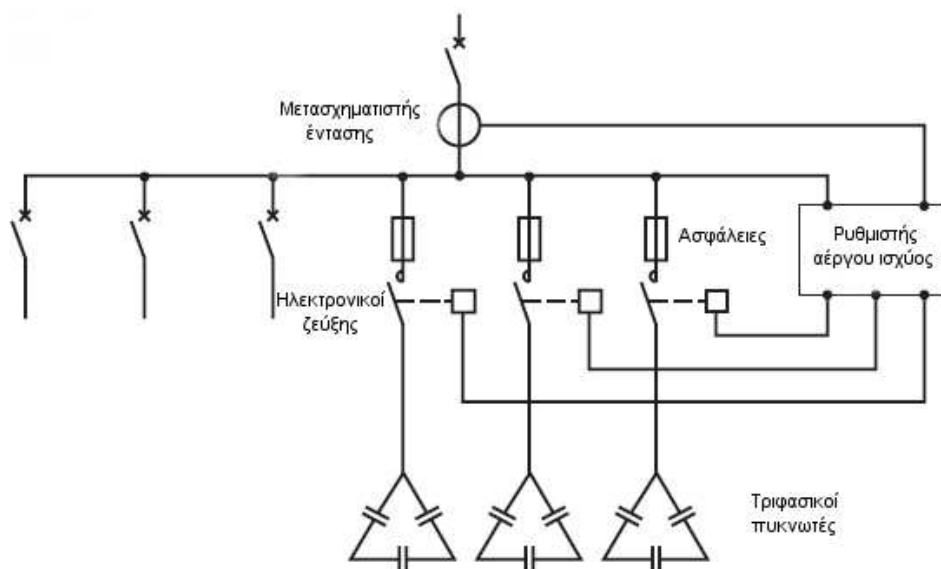 Μετασχηματιστής
έντασης
Ασφάλειες
Ρυθμιστής
αέργου ισχύος
Ηλεκτρονικοί
ζεύξης
Τριφασικοί
πυκνωτές